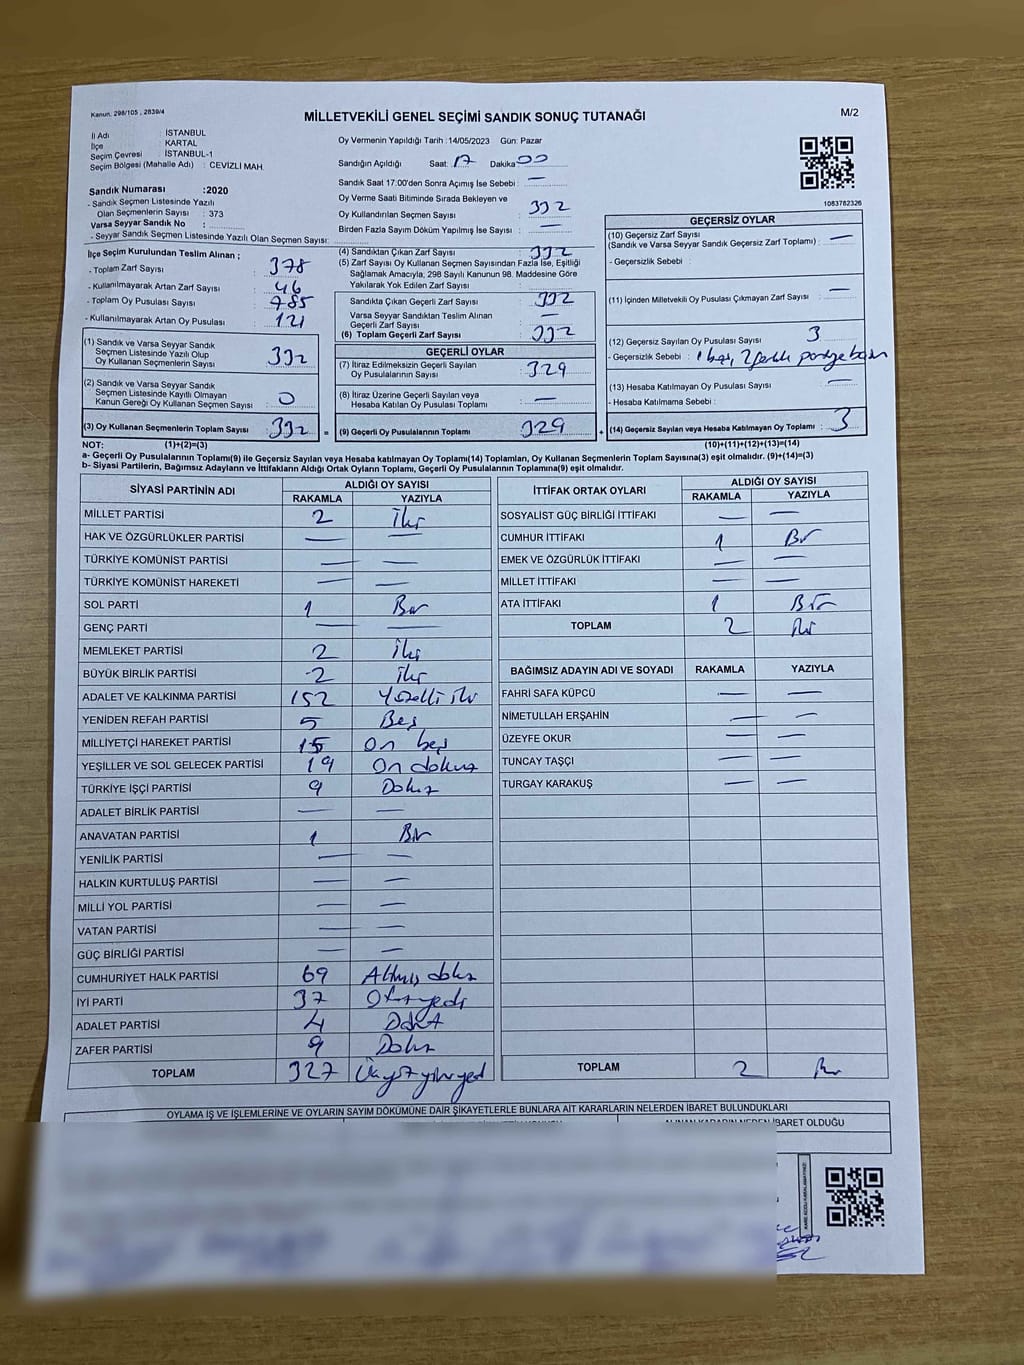 Kanun, 298/105 , 2839/4
MİLLETVEKİLİ GENEL SEÇİMİ SANDIK SONUÇ TUTANAĞI
M/2
İl Adı : İSTANBUL
İlçe : KARTAL
Seçim Çevresi : İSTANBUL-1
Seçim Bölgesi (Mahalle Adı) : CEVİZLİ MAH.
Sandık Numarası :2020
- Sandık Seçmen Listesinde Yazılı
Olan Seçmenlerin Sayısı : 373
Varsa Seyyar Sandık No :
- Seyyar Sandık Seçmen Listesinde Yazılı Olan Seçmen Sayısı:
Oy Vermenin Yapıldığı Tarih :14/05/2023 Gün: Pazar
Sandığın Açıldığı Saat: 17 Dakika: 00
Sandık Saat 17:00'den Sonra Açımış İse Sebebi : —
Oy Verme Saati Bitiminde Sırada Bekleyen ve
Oy Kullandırılan Seçmen Sayısı : 332
Birden Fazla Sayım Döküm Yapılmış İse Sayısı : —
1083782326
İlçe Seçim Kurulundan Teslim Alınan ;
- Toplam Zarf Sayısı : 378
- Kullanılmayarak Artan Zarf Sayısı : 46
- Toplam Oy Pusulası Sayısı : 785
- Kullanılmayarak Artan Oy Pusulası : 121
(1) Sandık ve Varsa Seyyar Sandık
Seçmen Listesinde Yazılı Olup
Oy Kullanan Seçmenlerin Sayısı : 332
(2) Sandık ve Varsa Seyyar Sandık
Seçmen Listesinde Kayıtlı Olmayan
Kanun Gereği Oy Kullanan Seçmen Sayısı : 0
(3) Oy Kullanan Seçmenlerin Toplam Sayısı : 332 =
(4) Sandıktan Çıkan Zarf Sayısı : 332
(5) Zarf Sayısı Oy Kullanan Seçmen Sayısından Fazla İse, Eşitliği
Sağlamak Amacıyla; 298 Sayılı Kanunun 98. Maddesine Göre
Yakılarak Yok Edilen Zarf Sayısı :
Sandıkta Çıkan Geçerli Zarf Sayısı : 332
Varsa Seyyar Sandıktan Teslim Alınan
Geçerli Zarf Sayısı : —
(6) Toplam Geçerli Zarf Sayısı : 332
GEÇERLİ OYLAR
(7) İtiraz Edilmeksizin Geçerli Sayılan
Oy Pusulalarının Sayısı : 329
(8) İtiraz Üzerine Geçerli Sayılan veya
Hesaba Katılan Oy Pusulası Toplamı : —
(9) Geçerli Oy Pusulalarının Toplamı : 329 +
GEÇERSİZ OYLAR
(10) Geçersiz Zarf Sayısı
(Sandık ve Varsa Seyyar Sandık Geçersiz Zarf Toplamı) : —
- Geçersizlik Sebebi :
(11) İçinden Milletvekili Oy Pusulası Çıkmayan Zarf Sayısı : —
(12) Geçersiz Sayılan Oy Pusulası Sayısı : 3
- Geçersizlik Sebebi : 1 boş, 2 farklı partiye basım
(13) Hesaba Katılmayan Oy Pusulası Sayısı : —
- Hesaba Katılmama Sebebi :
(14) Geçersiz Sayılan veya Hesaba Katılmayan Oy Toplamı : 3
NOT: (1)+(2)=(3) (10)+(11)+(12)+(13)=(14)
a- Geçerli Oy Pusulalarının Toplamı(9) ile Geçersiz Sayılan veya Hesaba katılmayan Oy Toplamı(14) Toplamları, Oy Kullanan Seçmenlerin Toplam Sayısına(3) eşit olmalıdır. (9)+(14)=(3)
b- Siyasi Partilerin, Bağımsız Adayların ve İttifakların Aldığı Ortak Oyların Toplamı, Geçerli Oy Pusulalarının Toplamına(9) eşit olmalıdır.
SİYASİ PARTİNİN ADI ALDIĞI OY SAYISI
RAKAMLA YAZIYLA
MİLLET PARTİSİ 2 İki
HAK VE ÖZGÜRLÜKLER PARTİSİ — —
TÜRKİYE KOMÜNİST PARTİSİ — —
TÜRKİYE KOMÜNİST HAREKETİ — —
SOL PARTİ 1 Bir
GENÇ PARTİ — —
MEMLEKET PARTİSİ 2 İki
BÜYÜK BİRLİK PARTİSİ 2 İki
ADALET VE KALKINMA PARTİSİ 152 Yüzelli iki
YENİDEN REFAH PARTİSİ 5 Beş
MİLLİYETÇİ HAREKET PARTİSİ 15 On beş
YEŞİLLER VE SOL GELECEK PARTİSİ 19 On dokuz
TÜRKİYE İŞÇİ PARTİSİ 9 Dokuz
ADALET BİRLİK PARTİSİ — —
ANAVATAN PARTİSİ 1 Bir
YENİLİK PARTİSİ — —
HALKIN KURTULUŞ PARTİSİ — —
MİLLİ YOL PARTİSİ — —
VATAN PARTİSİ — —
GÜÇ BİRLİĞİ PARTİSİ — —
CUMHURİYET HALK PARTİSİ 69 Altmış dokuz
İYİ PARTİ 37 Otuz yedi
ADALET PARTİSİ 4 Dört
ZAFER PARTİSİ 9 Dokuz
TOPLAM 327 Üçyüz yirmi yedi
İTTİFAK ORTAK OYLARI ALDIĞI OY SAYISI
RAKAMLA YAZIYLA
SOSYALİST GÜÇ BİRLİĞİ İTTİFAKI — —
CUMHUR İTTİFAKI 1 Bir
EMEK VE ÖZGÜRLÜK İTTİFAKI — —
MİLLET İTTİFAKI — —
ATA İTTİFAKI 1 Bir
TOPLAM 2 İki
BAĞIMSIZ ADAYIN ADI VE SOYADI RAKAMLA YAZIYLA
FAHRİ SAFA KÜPCÜ — —
NİMETULLAH ERŞAHİN — —
ÜZEYFE OKUR — —
TUNCAY TAŞÇI — —
TURGAY KARAKUŞ — —
TOPLAM 2 İki
OYLAMA İŞ VE İŞLEMLERİNE VE OYLARIN SAYIM DÖKÜMÜNE DAİR ŞİKAYETLERLE BUNLARA AİT KARARLARIN NELERDEN İBARET BULUNDUKLARI
ALINAN KARARIN NEDEN İBARET OLDUĞU